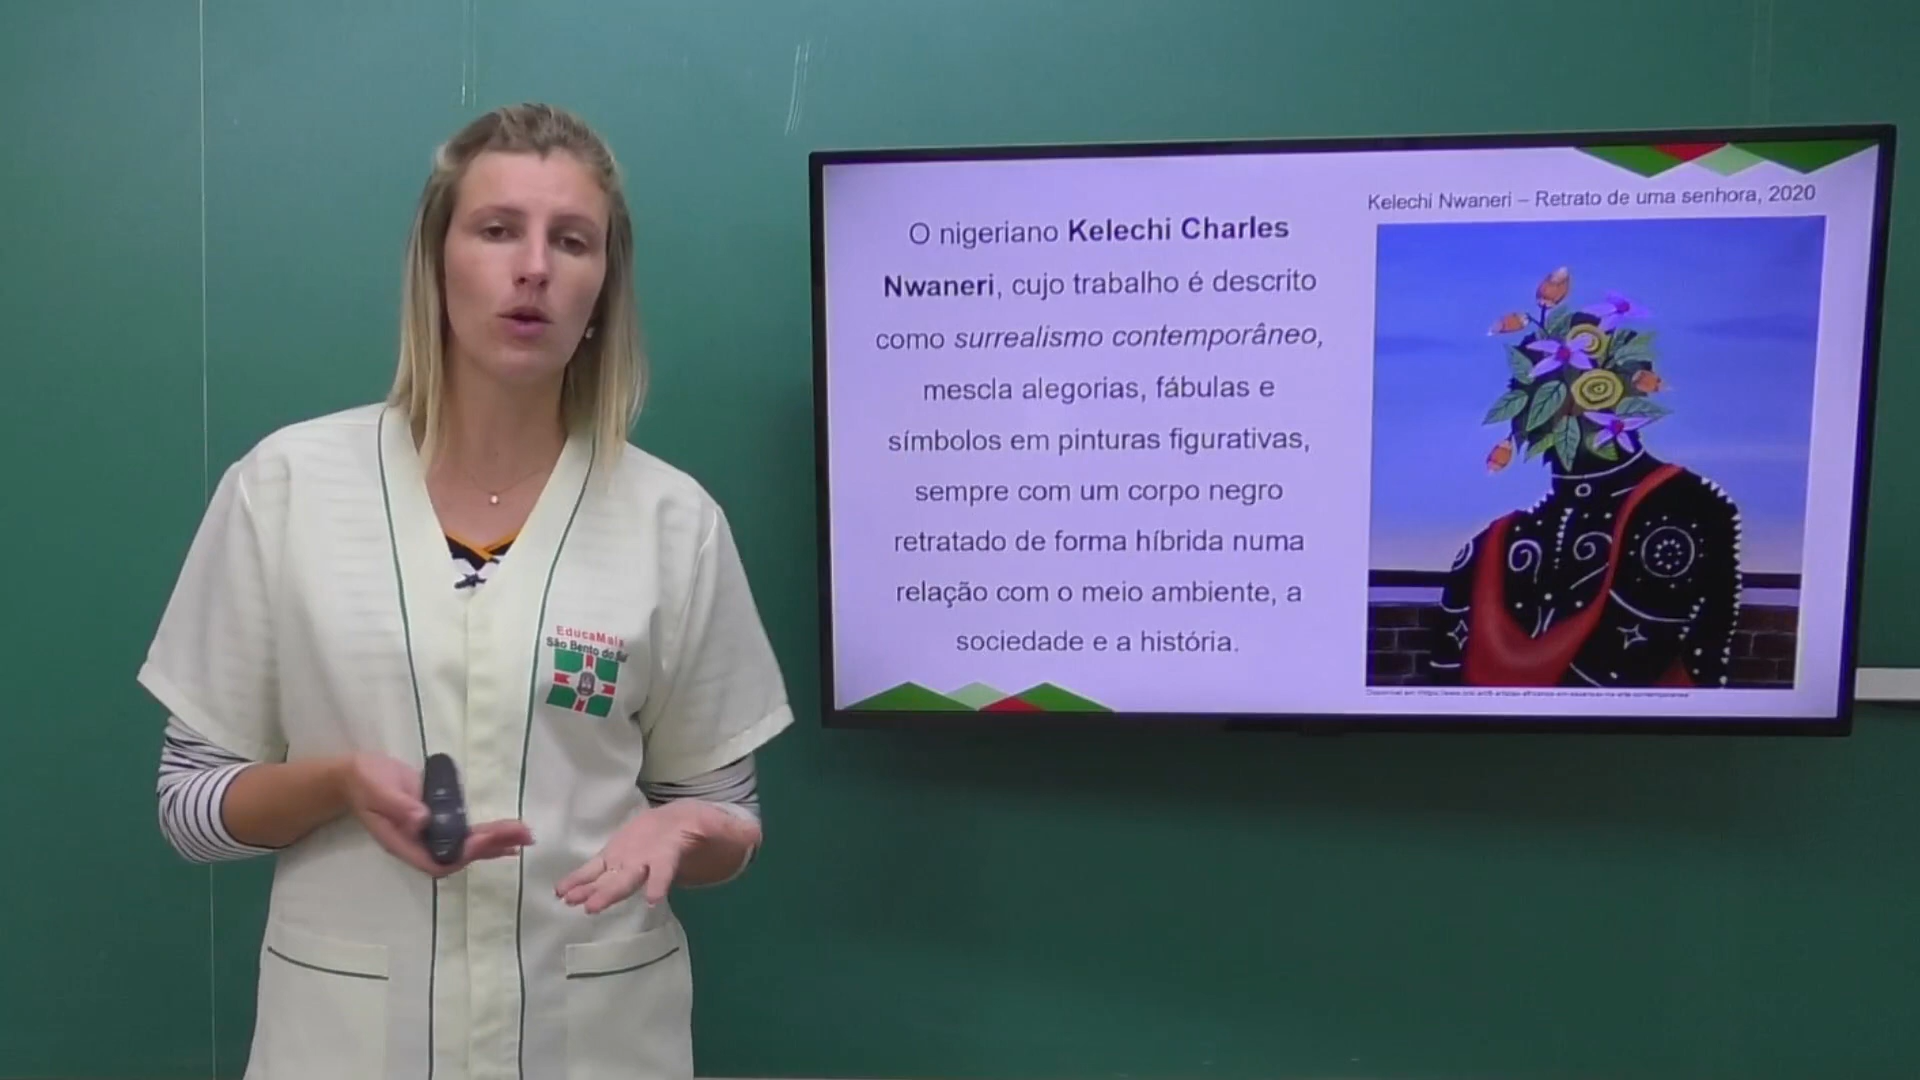 O nigeriano Kelechi Charles
Nwaneri, cujo trabalho é descrito
como surrealismo contemporâneo,
mescla alegorias, fábulas e
símbolos em pinturas figurativas,
sempre com um corpo negro
retratado de forma híbrida numa
relação com o meio ambiente, a
sociedade e a história.
Kelechi Nwaneri – Retrato de uma senhora, 2020
EducaMais
São Bento do Sul